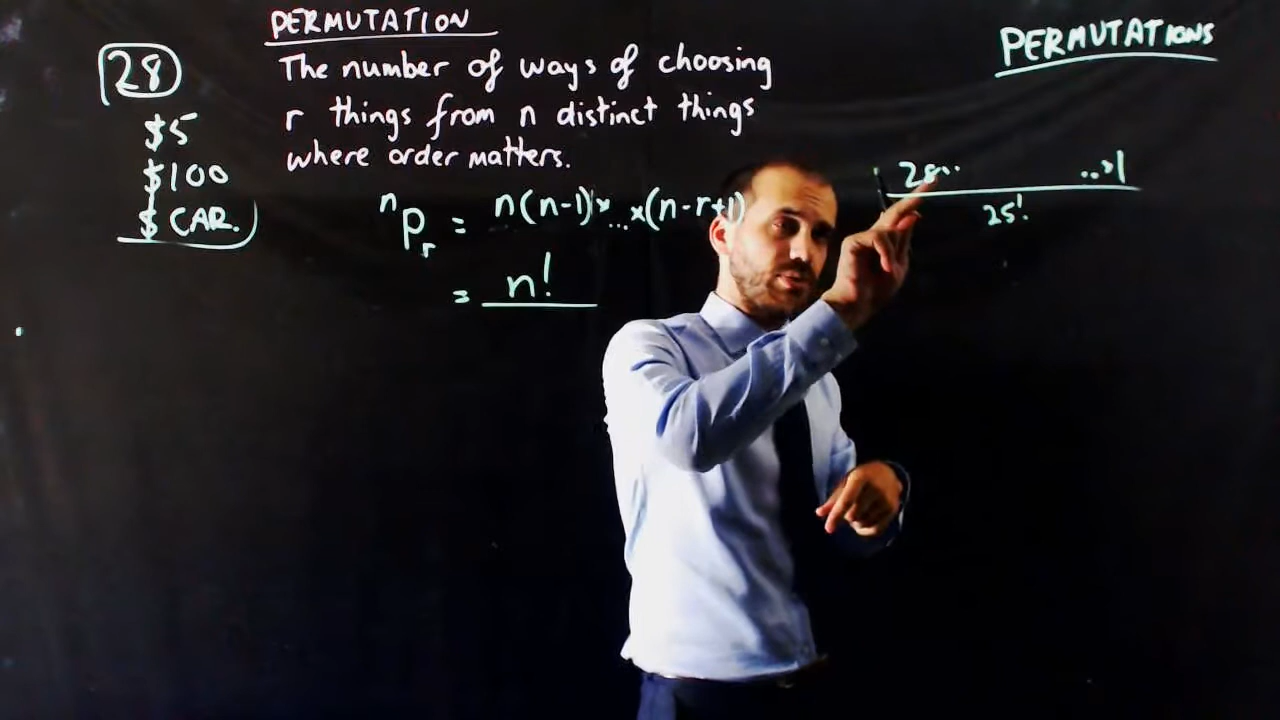 PERMUTATION
28
$5
$100
$ CAR.
The number of ways of choosing
r things from n distinct things
where order matters.
nPr = n(n-1)×...×(n-r+1)
= n!
PERMUTATIONS
28.. ...×1
25!